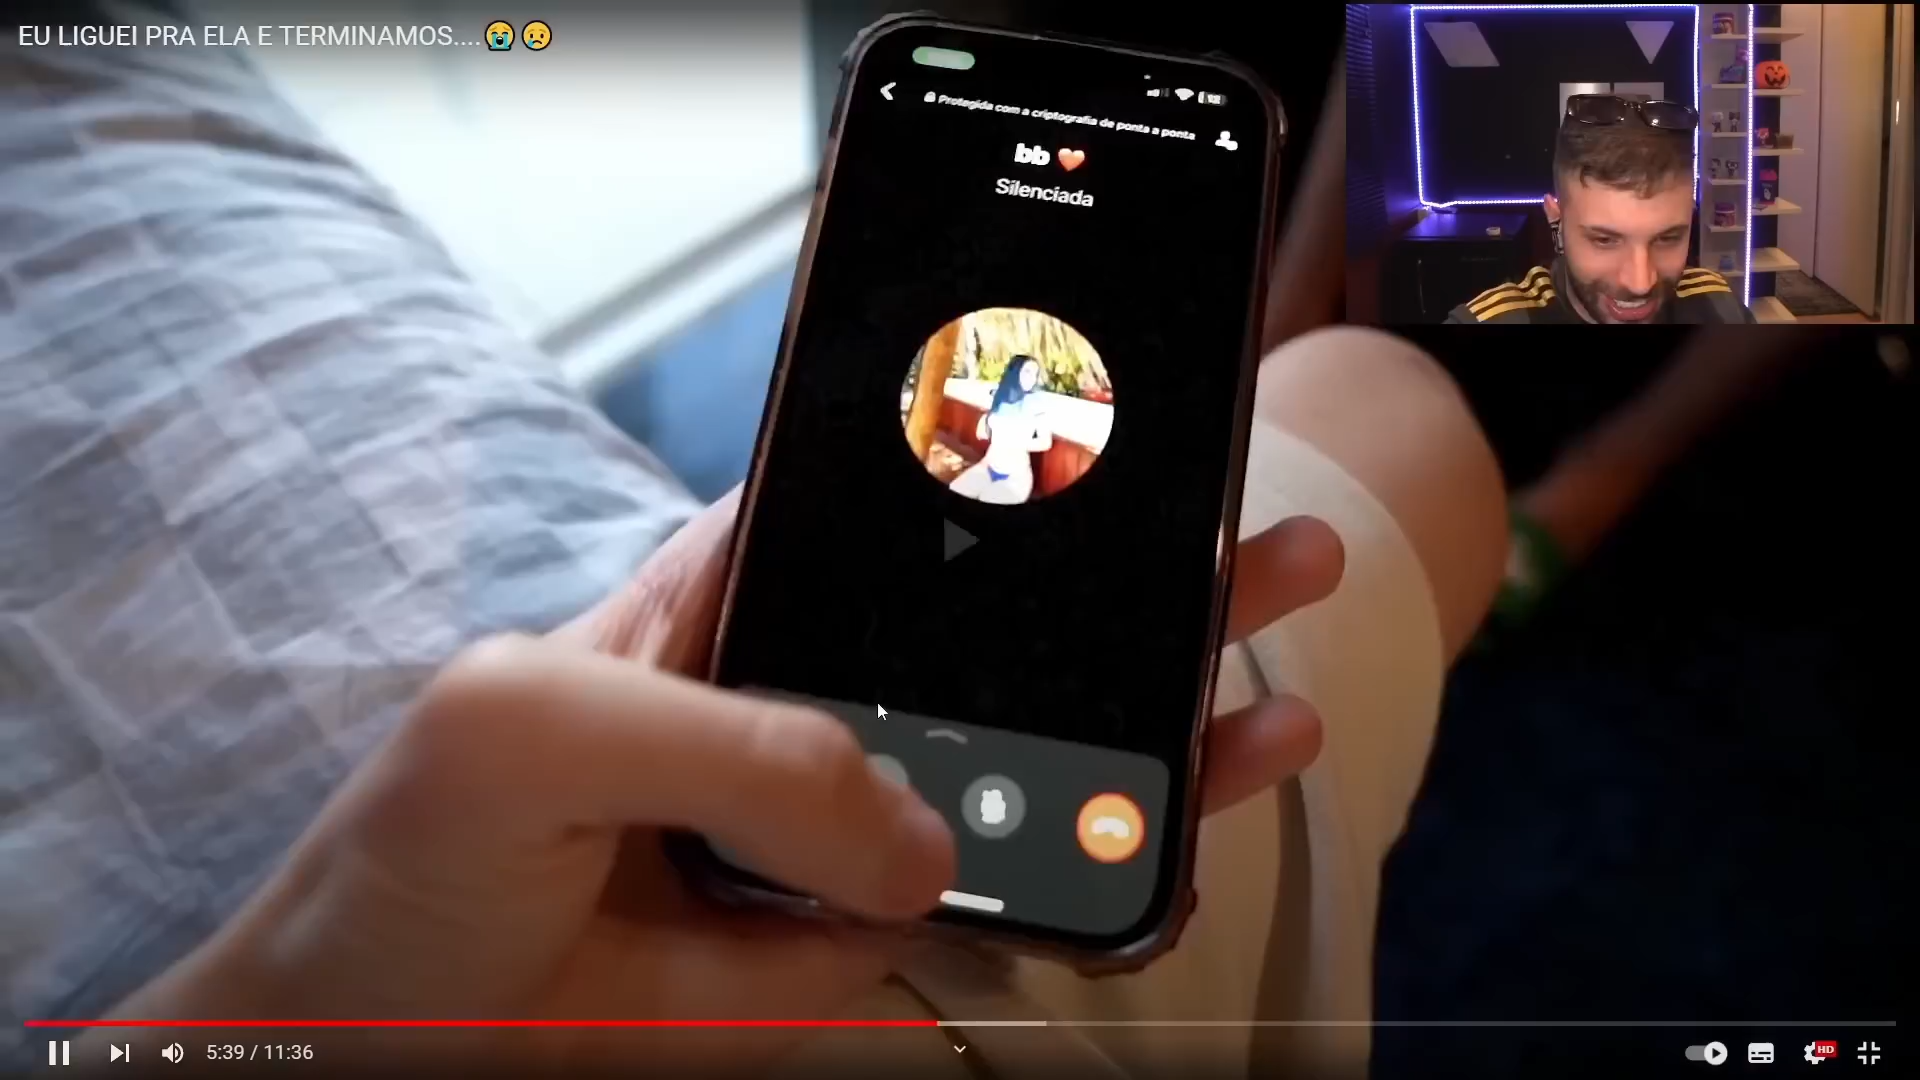 EU LIGUEI PRA ELA E TERMINAMOS....😭😢
Protegida com a criptografia de ponta a ponta
bb ❤️
Silenciada
5:39 / 11:36
HD